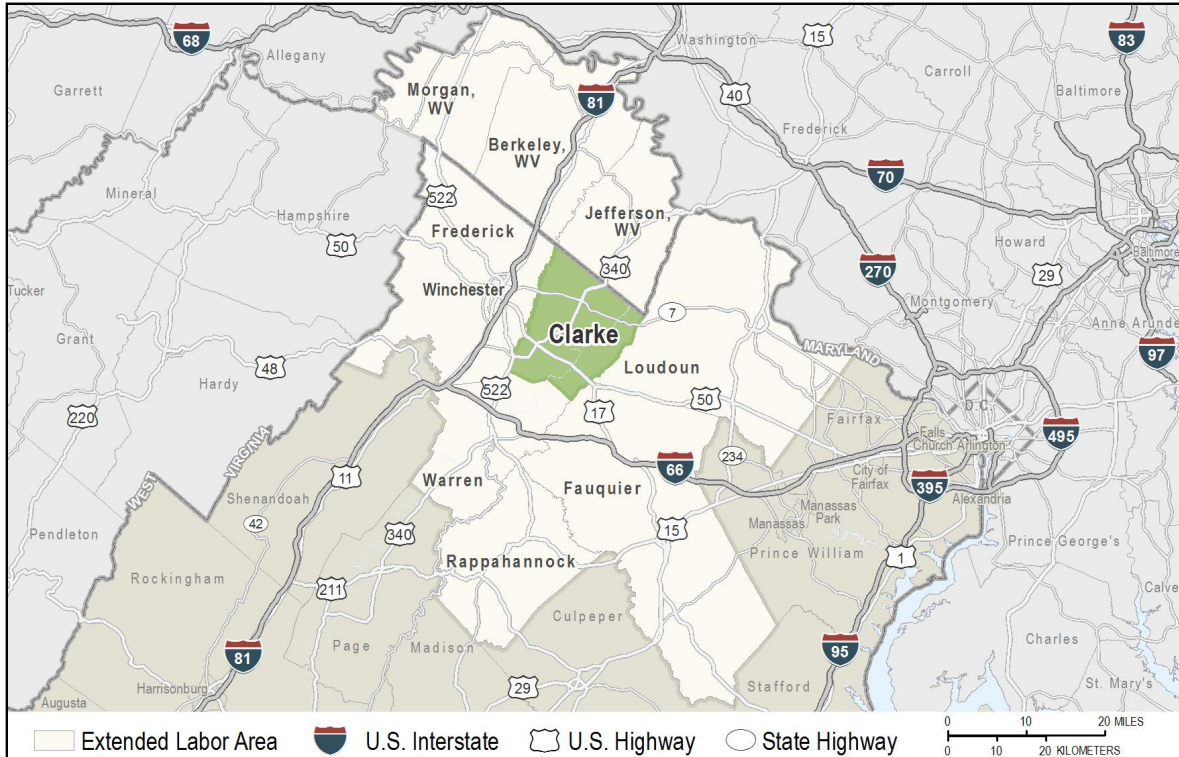 68
Allegany
Garrett
Washington
15
83
Carroll
Baltimore
Morgan,
WV
81
40
Frederick
Berkeley,
WV
70
Mineral
522
Hampshire
Jefferson,
WV
50
Frederick
340
270
Howard
29
Baltimore
Tucker
Winchester
Montgomery
7
Clarke
Grant
Anne Arunde
97
48
Hardy
MARYLAND
Loudoun
522
50
D.C.
17
Fairfax
220
Falls
Church
Arlington
495
VIRGINIA
234
66
City of
Fairfax
395
WEST
11
Warren
Fauquier
Alexandria
Shenandoah
Manassas
Park
42
Manassas
15
340
Pendleton
Prince William
1
Prince George's
Rappahannock
Rockingham
211
Calve
Culpeper
Page
Madison
Charles
81
95
29
Harrisonburg
Stafford
St. Mary's
Augusta
Extended Labor Area
U.S. Interstate
U.S. Highway
State Highway
0 10 20 MILES
0 10 20 KILOMETERS